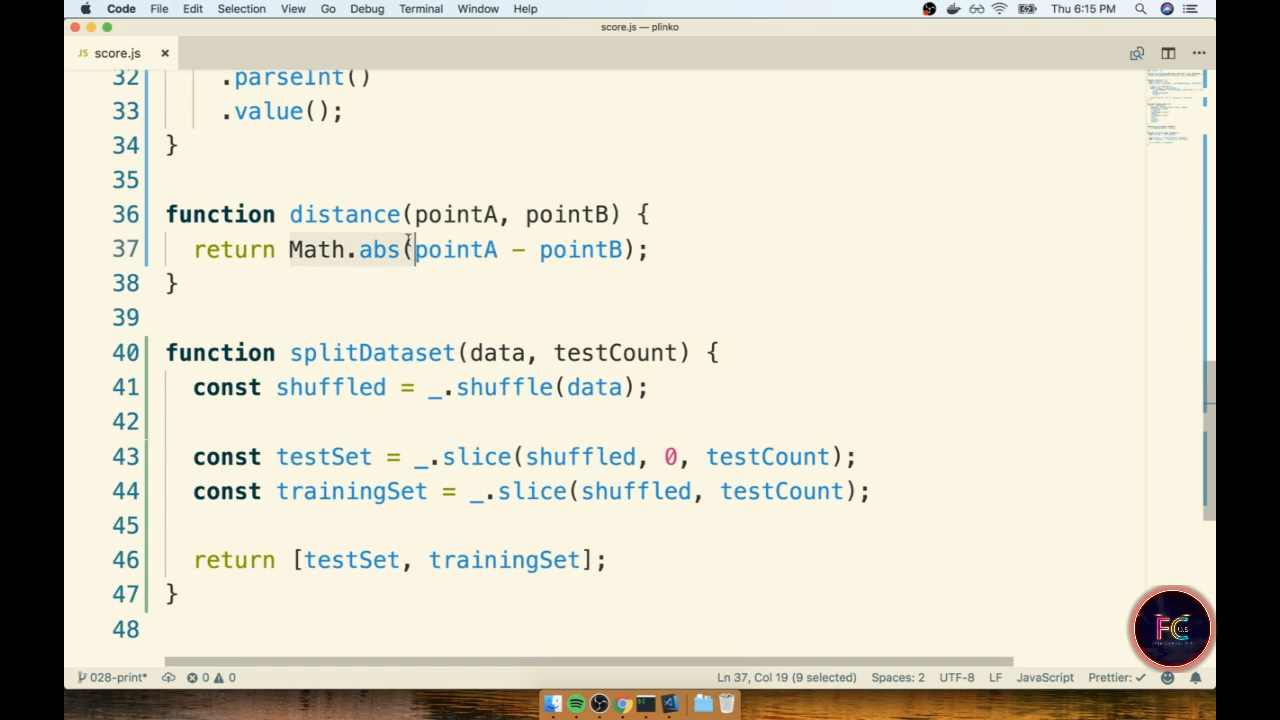 Code File Edit Selection View Go Debug Terminal Window Help Thu 6:15 PM
score.js — plinko
JS score.js ×
32 .parseInt()
33 .value();
34 }
35
36 function distance(pointA, pointB) {
37 return Math.abs(pointA - pointB);
38 }
39
40 function splitDataset(data, testCount) {
41 const shuffled = _.shuffle(data);
42
43 const testSet = _.slice(shuffled, 0, testCount);
44 const trainingSet = _.slice(shuffled, testCount);
45
46 return [testSet, trainingSet];
47 }
48
FC
028-print* 0 0 Ln 37, Col 19 (9 selected) Spaces: 2 UTF-8 LF JavaScript Prettier: ✓